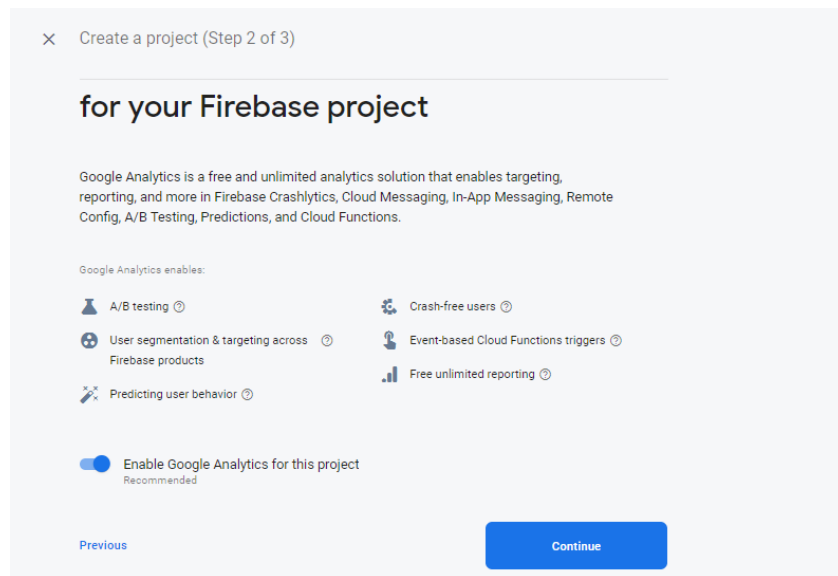 Create a project (Step 2 of 3)
for your Firebase project
Google Analytics is a free and unlimited analytics solution that enables targeting,
reporting, and more in Firebase Crashlytics, Cloud Messaging, In-App Messaging, Remote
Config, A/B Testing, Predictions, and Cloud Functions.
Google Analytics enables:
A/B testing
User segmentation & targeting across
Firebase products
Predicting user behavior
Crash-free users
Event-based Cloud Functions triggers
Free unlimited reporting
Enable Google Analytics for this project
Recommended
Previous
Continue